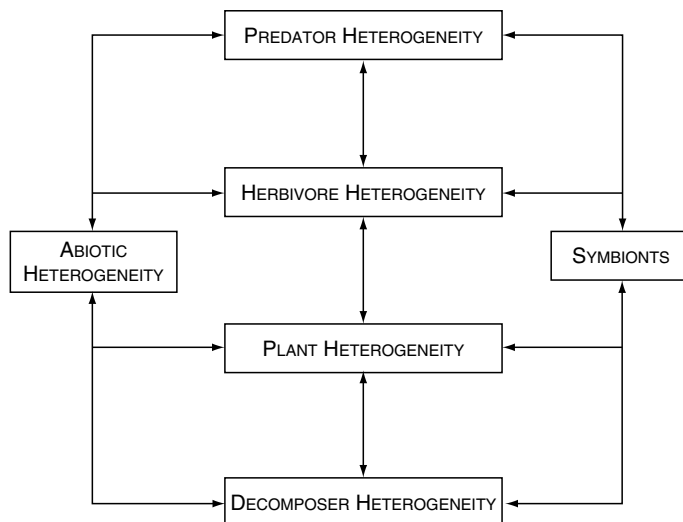 PREDATOR HETEROGENEITY
HERBIVORE HETEROGENEITY
ABIOTIC
HETEROGENEITY
SYMBIONTS
PLANT HETEROGENEITY
DECOMPOSER HETEROGENEITY